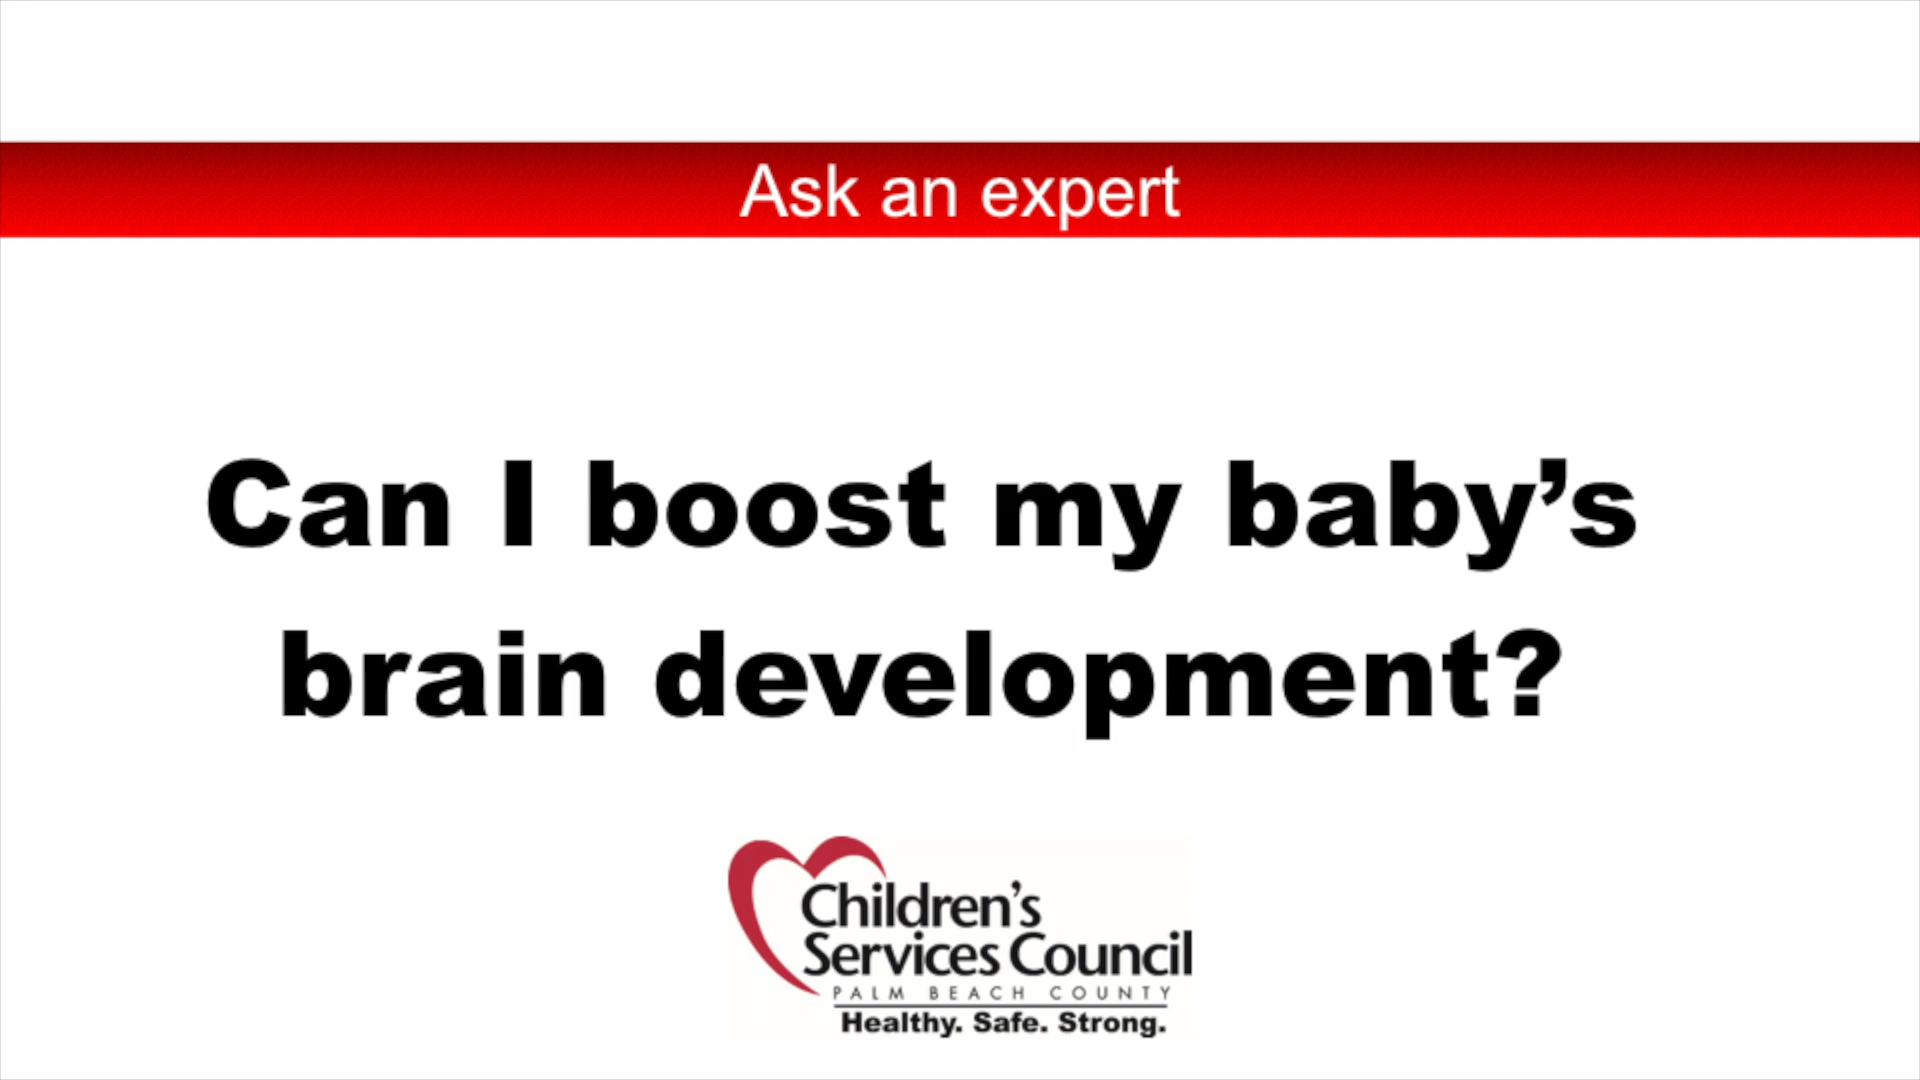 Ask an expert
Can I boost my baby’s
brain development?
Children’s
Services Council
PALM BEACH COUNTY
Healthy. Safe. Strong.